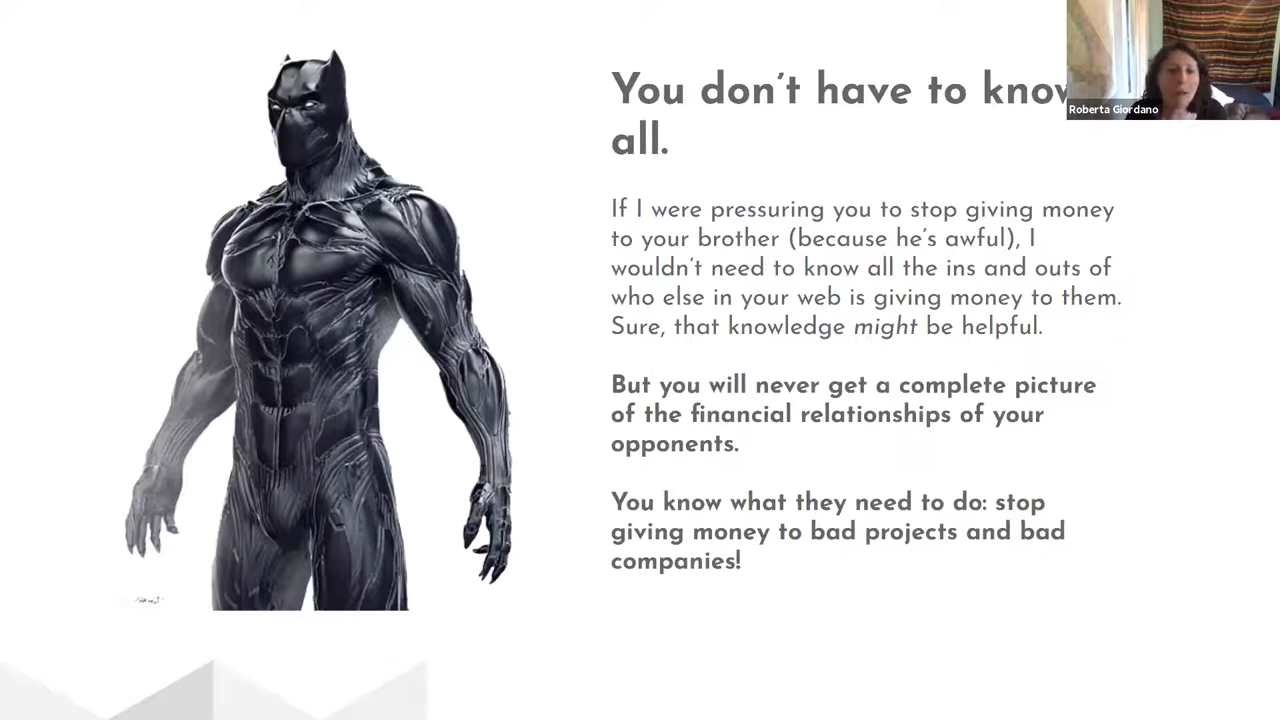 You don't have to know
all.
Roberta Giordano
If I were pressuring you to stop giving money
to your brother (because he's awful), I
wouldn't need to know all the ins and outs of
who else in your web is giving money to them.
Sure, that knowledge might be helpful.
But you will never get a complete picture
of the financial relationships of your
opponents.
You know what they need to do: stop
giving money to bad projects and bad
companies!